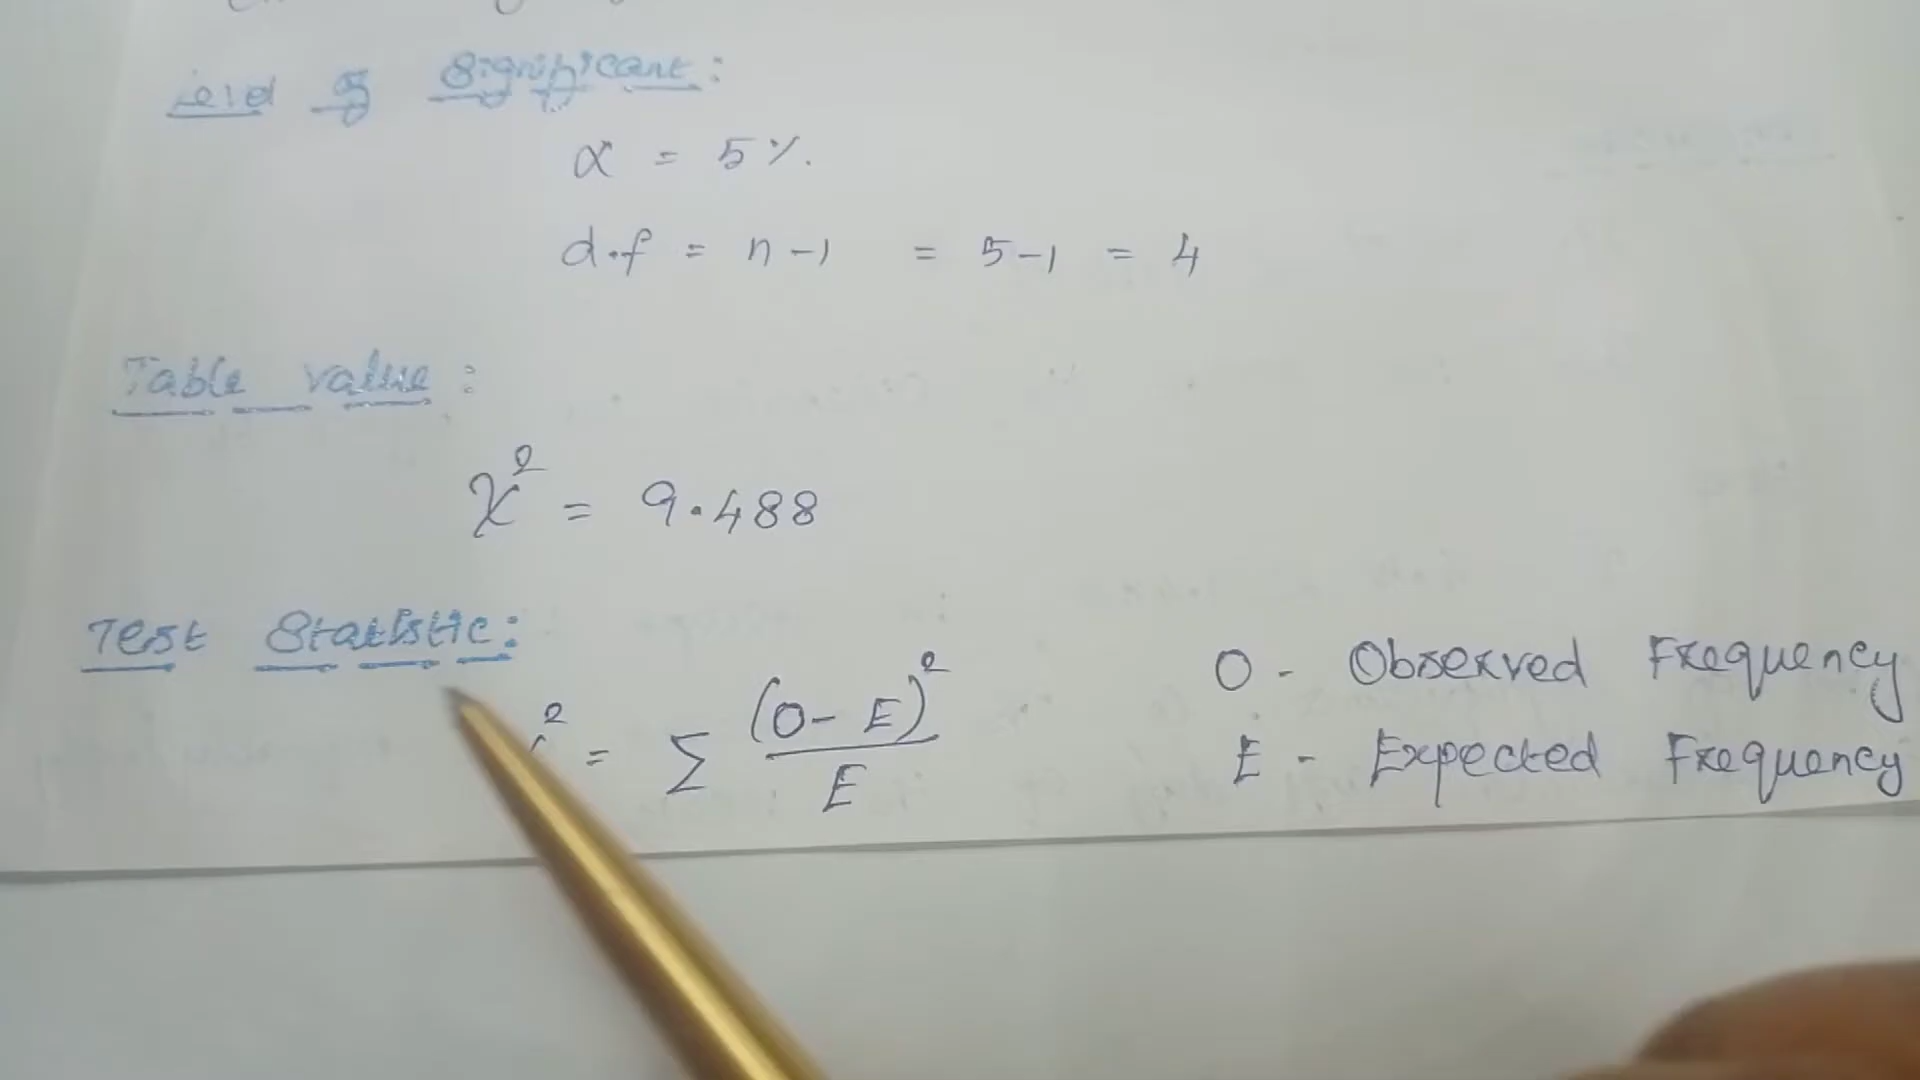 of Significant:
α = 5%.
d.f = n-1 = 5-1 = 4
Table value:
χ² = 9.488
Test Statistic:
² = Σ (O-E)² / E
O - Observed Frequency
E - Expected Frequency